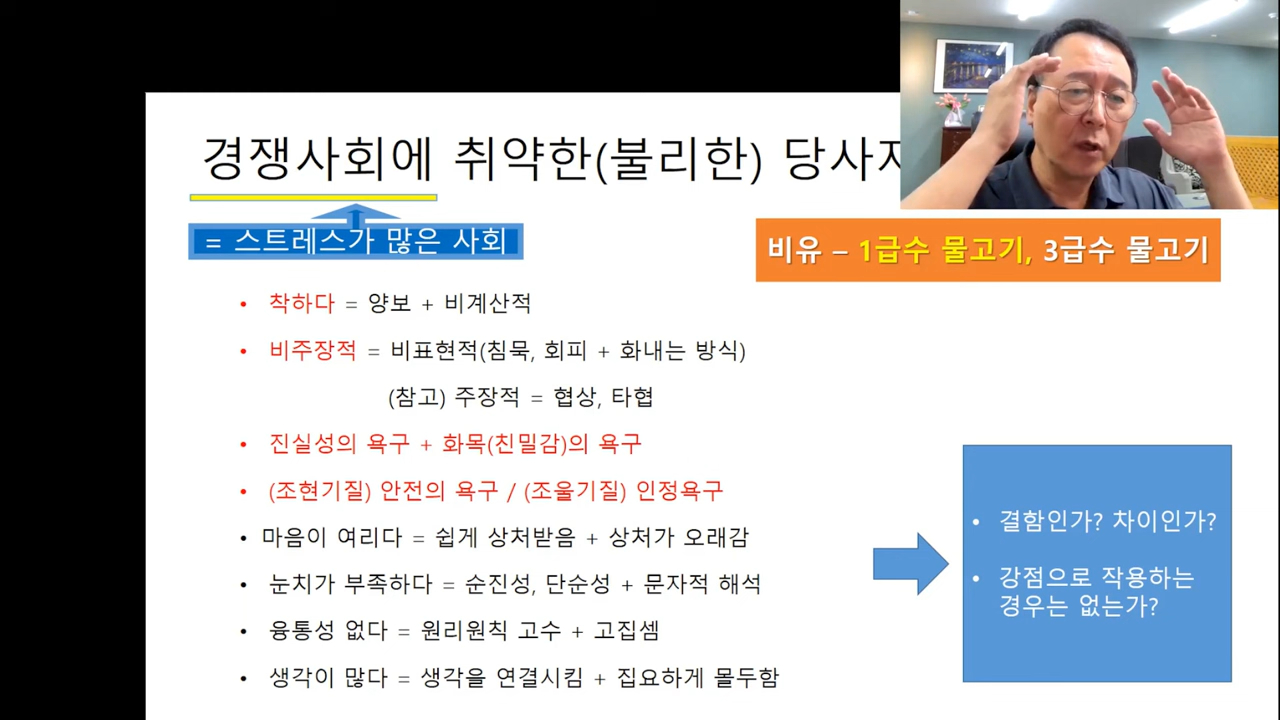 경쟁사회에 취약한(불리한) 당사
= 스트레스가 많은 사회
비유 – 1급수 물고기, 3급수 물고기
• 착하다 = 양보 + 비계산적
• 비주장적 = 비표현적(침묵, 회피 + 화내는 방식)
(참고) 주장적 = 협상, 타협
• 진실성의 욕구 + 화목(친밀감)의 욕구
• (조현기질) 안전의 욕구 / (조울기질) 인정욕구
• 마음이 여리다 = 쉽게 상처받음 + 상처가 오래감
• 눈치가 부족하다 = 순진성, 단순성 + 문자적 해석
• 융통성 없다 = 원리원칙 고수 + 고집셈
• 생각이 많다 = 생각을 연결시킴 + 집요하게 몰두함
• 결함인가? 차이인가?
• 강점으로 작용하는
경우는 없는가?